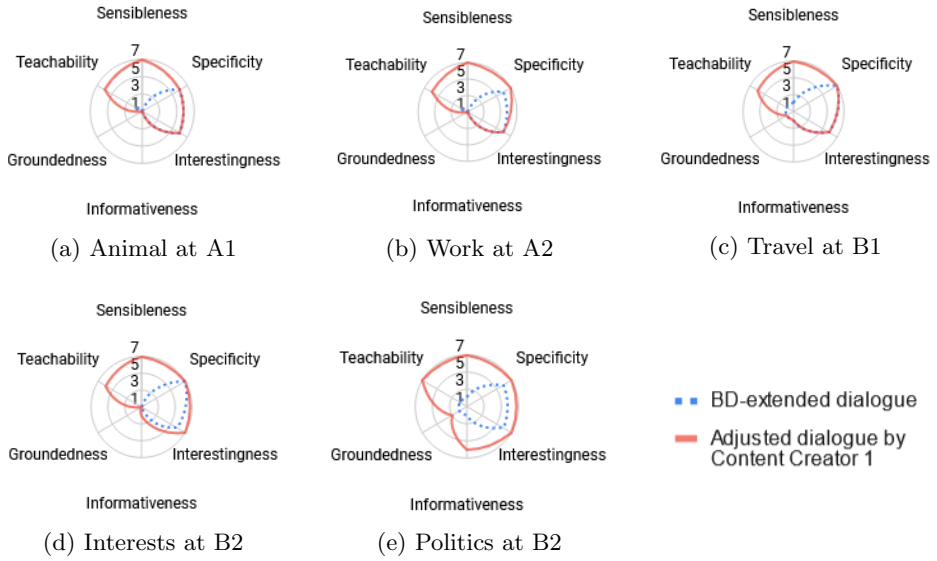 Sensibleness
7
5
3
1
Teachability
Specificity
Groundedness
Interestingness
Informativeness
(a) Animal at A1
Sensibleness
7
5
3
1
Teachability
Specificity
Groundedness
Interestingness
Informativeness
(b) Work at A2
Sensibleness
7
5
3
1
Teachability
Specificity
Groundedness
Interestingness
Informativeness
(c) Travel at B1
Sensibleness
7
5
3
1
Teachability
Specificity
Groundedness
Interestingness
Informativeness
(d) Interests at B2
Sensibleness
7
5
3
1
Teachability
Specificity
Groundedness
Interestingness
Informativeness
(e) Politics at B2
BD-extended dialogue
Adjusted dialogue by
Content Creator 1